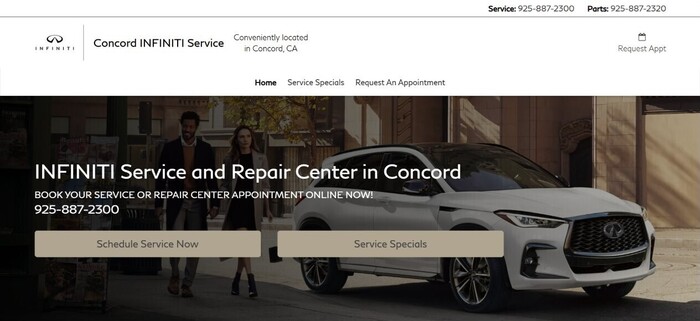 Service: 925-887-2300 Parts: 925-887-2320
INFINITI
Concord INFINITI Service
Conveniently located
in Concord, CA
Request Appt
Home Service Specials Request An Appointment
INFINITI Service and Repair Center in Concord
BOOK YOUR SERVICE OR REPAIR CENTER APPOINTMENT ONLINE NOW!
925-887-2300
Schedule Service Now Service Specials